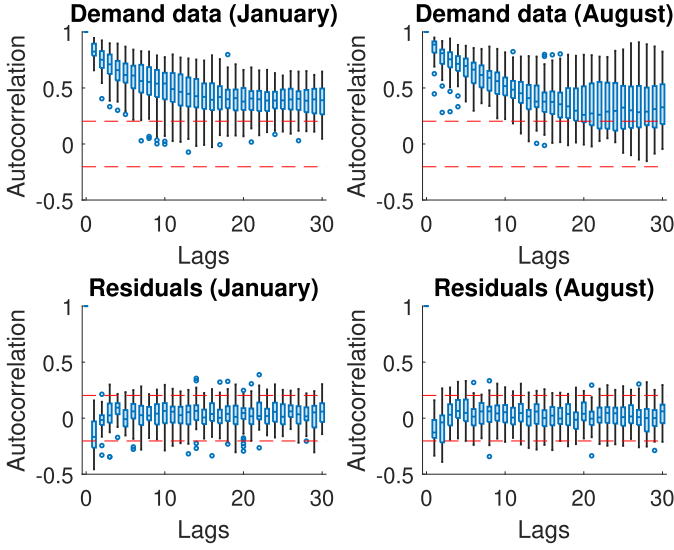 Demand data (January)
1
0.5
0
-0.5
0 10 20 30
Autocorrelation
Lags
Demand data (August)
1
0.5
0
-0.5
0 10 20 30
Autocorrelation
Lags
Residuals (January)
1
0.5
0
-0.5
0 10 20 30
Autocorrelation
Lags
Residuals (August)
1
0.5
0
-0.5
0 10 20 30
Autocorrelation
Lags